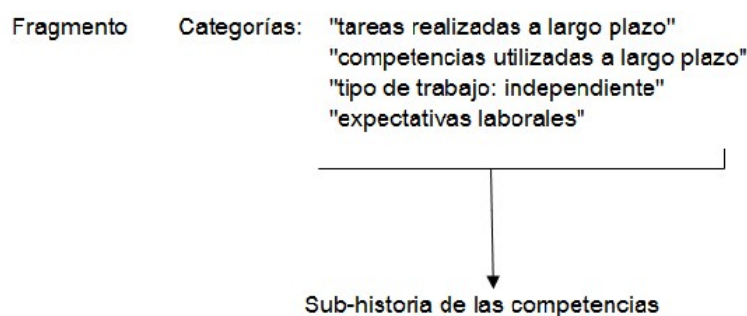 Fragmento Categorías: "tareas realizadas a largo plazo"
"competencias utilizadas a largo plazo"
"tipo de trabajo: independiente"
"expectativas laborales"
Sub-historia de las competencias